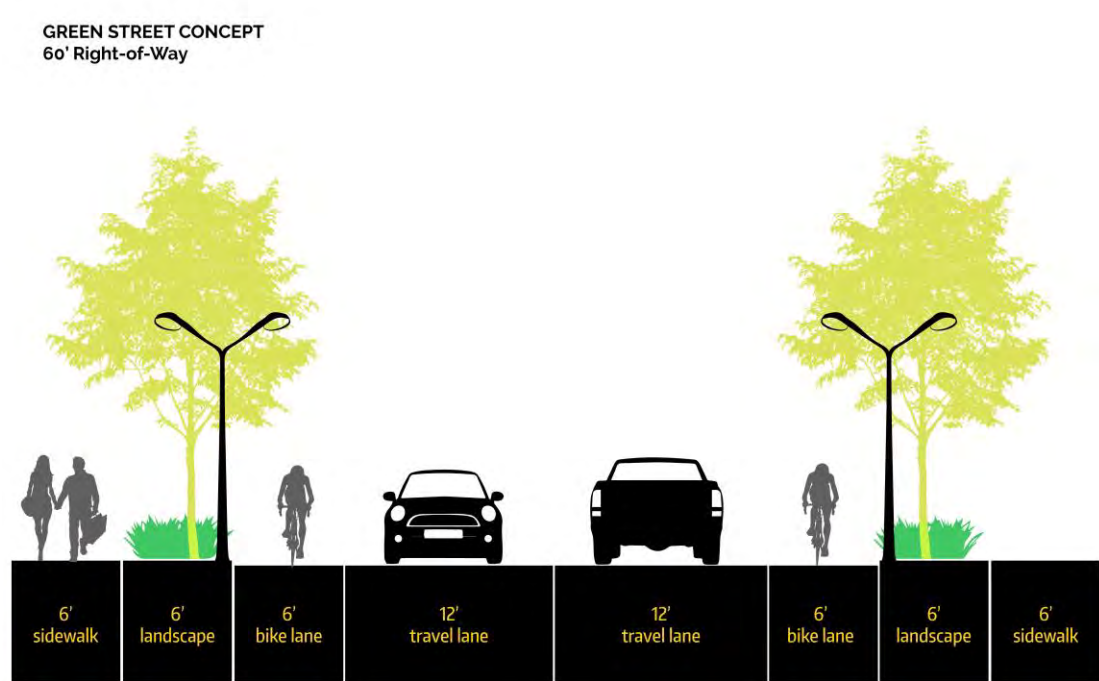 GREEN STREET CONCEPT
60’ Right-of-Way
6’
sidewalk
6’
landscape
6’
bike lane
12’
travel lane
12’
travel lane
6’
bike lane
6’
landscape
6’
sidewalk